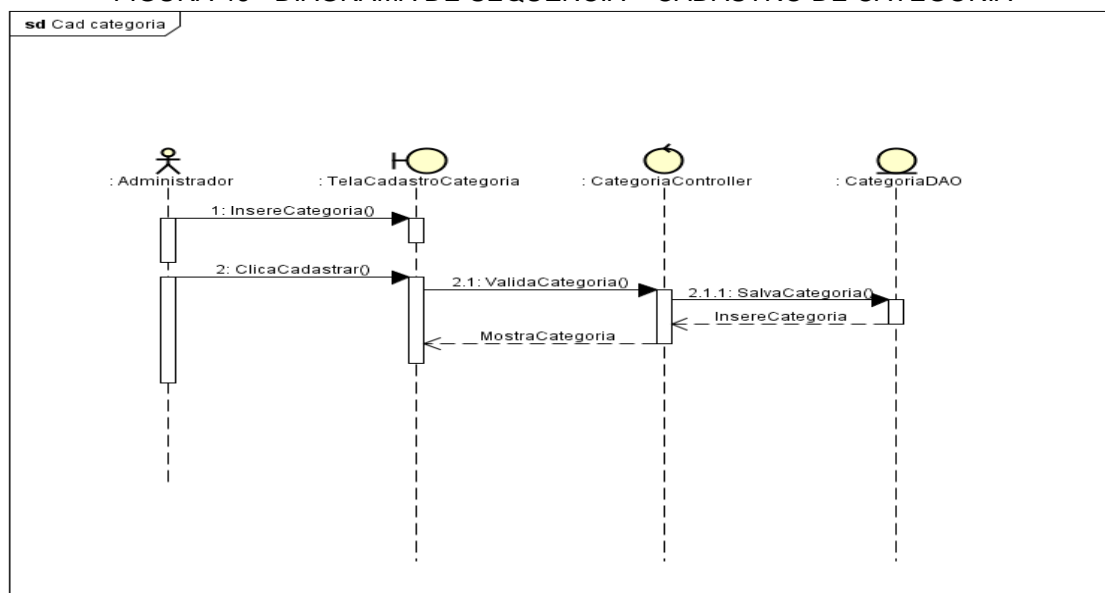 sd Cad categoria
: Administrador
: TelaCadastroCategoria
: CategoriaController
: CategoriaDAO
1: InsereCategoria()
2: ClicaCadastrar()
2.1: ValidaCategoria()
2.1.1: SalvaCategoria()
InsereCategoria
MostraCategoria